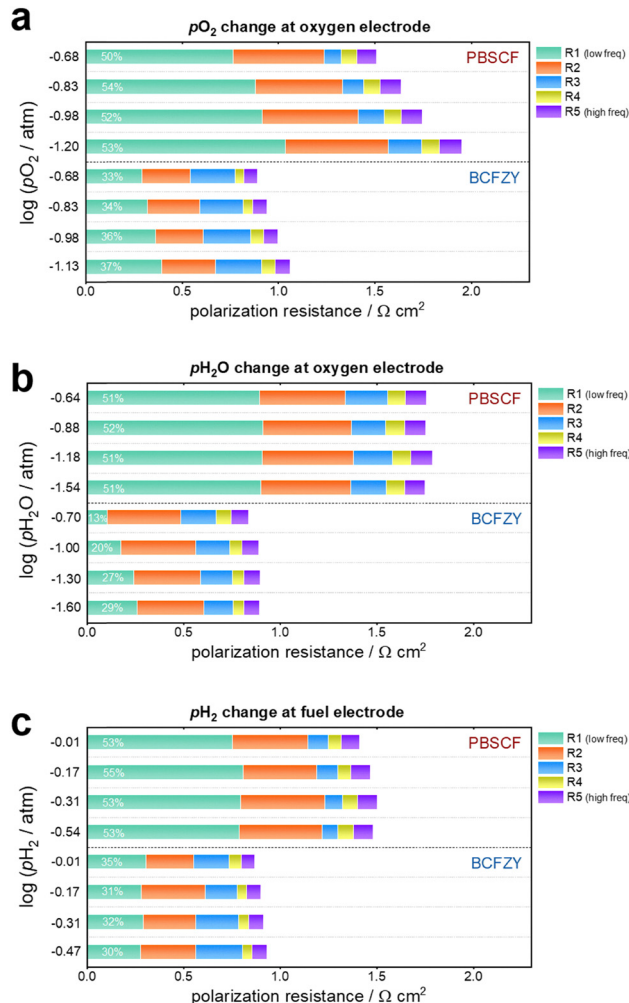 a
pO₂ change at oxygen electrode
log (pO₂ / atm)
-0.68 50% PBSCF
-0.83 54%
-0.98 52%
-1.20 53%
-0.68 33% BCFZY
-0.83 34%
-0.98 36%
-1.13 37%
0.0 0.5 1.0 1.5 2.0
polarization resistance / Ω cm²
R1 (low freq)
R2
R3
R4
R5 (high freq)
b
pH₂O change at oxygen electrode
log (pH₂O / atm)
-0.64 51% PBSCF
-0.88 52%
-1.18 51%
-1.54 51%
-0.70 13% BCFZY
-1.00 20%
-1.30 27%
-1.60 29%
0.0 0.5 1.0 1.5 2.0
polarization resistance / Ω cm²
R1 (low freq)
R2
R3
R4
R5 (high freq)
c
pH₂ change at fuel electrode
log (pH₂ / atm)
-0.01 53% PBSCF
-0.17 55%
-0.31 53%
-0.54 53%
-0.01 35% BCFZY
-0.17 31%
-0.31 32%
-0.47 30%
0.0 0.5 1.0 1.5 2.0
polarization resistance / Ω cm²
R1 (low freq)
R2
R3
R4
R5 (high freq)